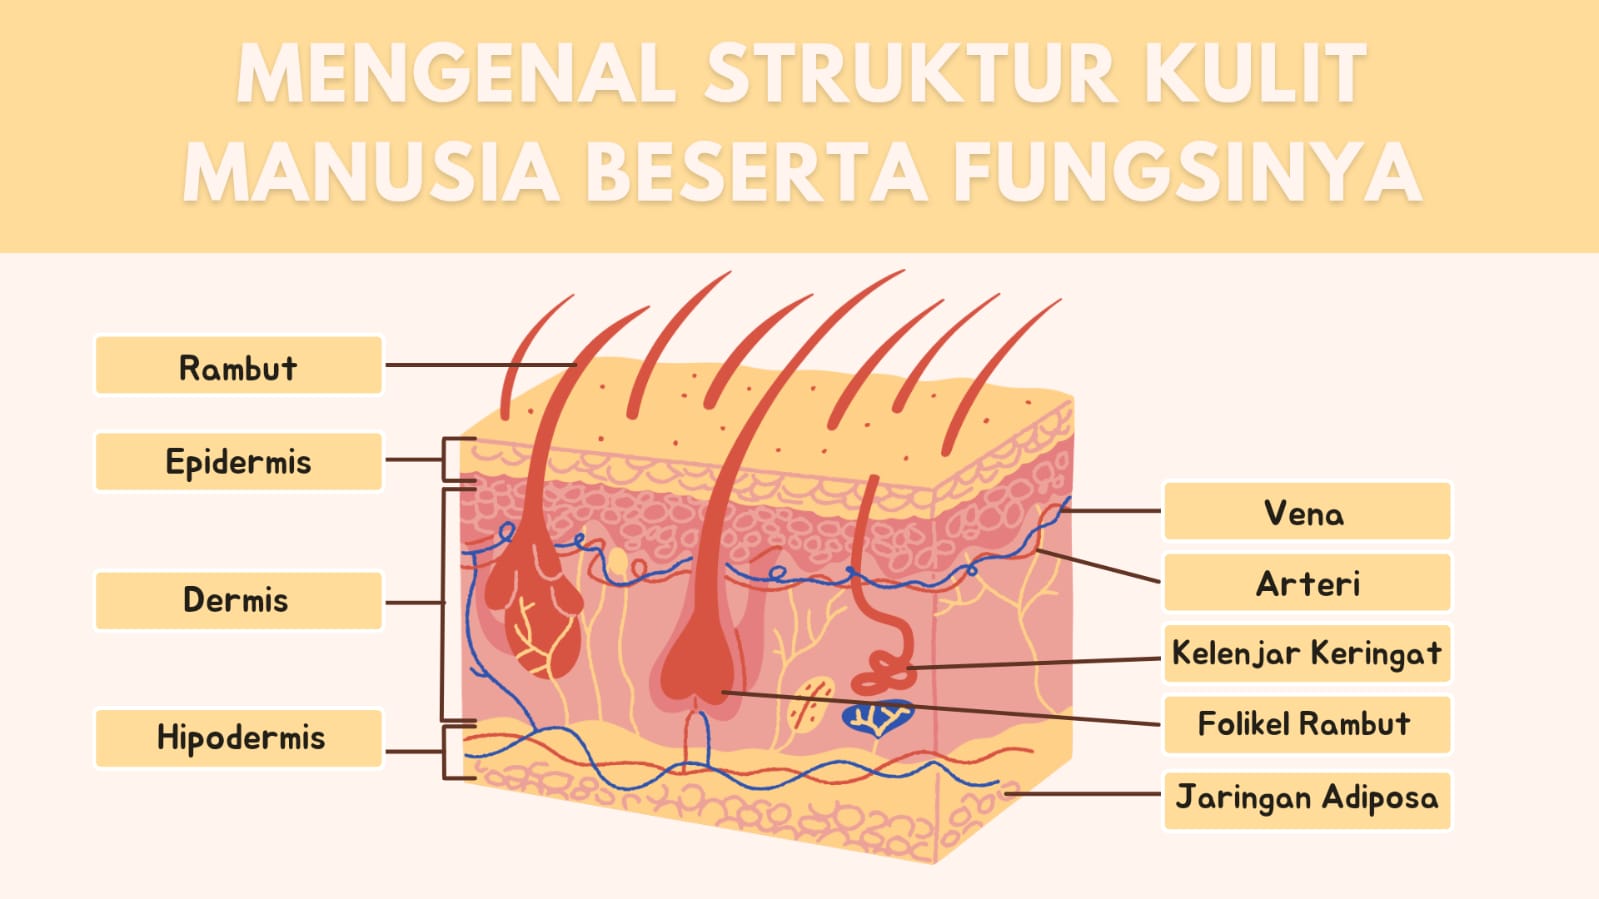 MENGENAL STRUKTUR KULIT
MANUSIA BESERTA FUNGSINYA
Rambut
Epidermis
Dermis
Hipodermis
Vena
Arteri
Kelenjar Keringat
Folikel Rambut
Jaringan Adiposa